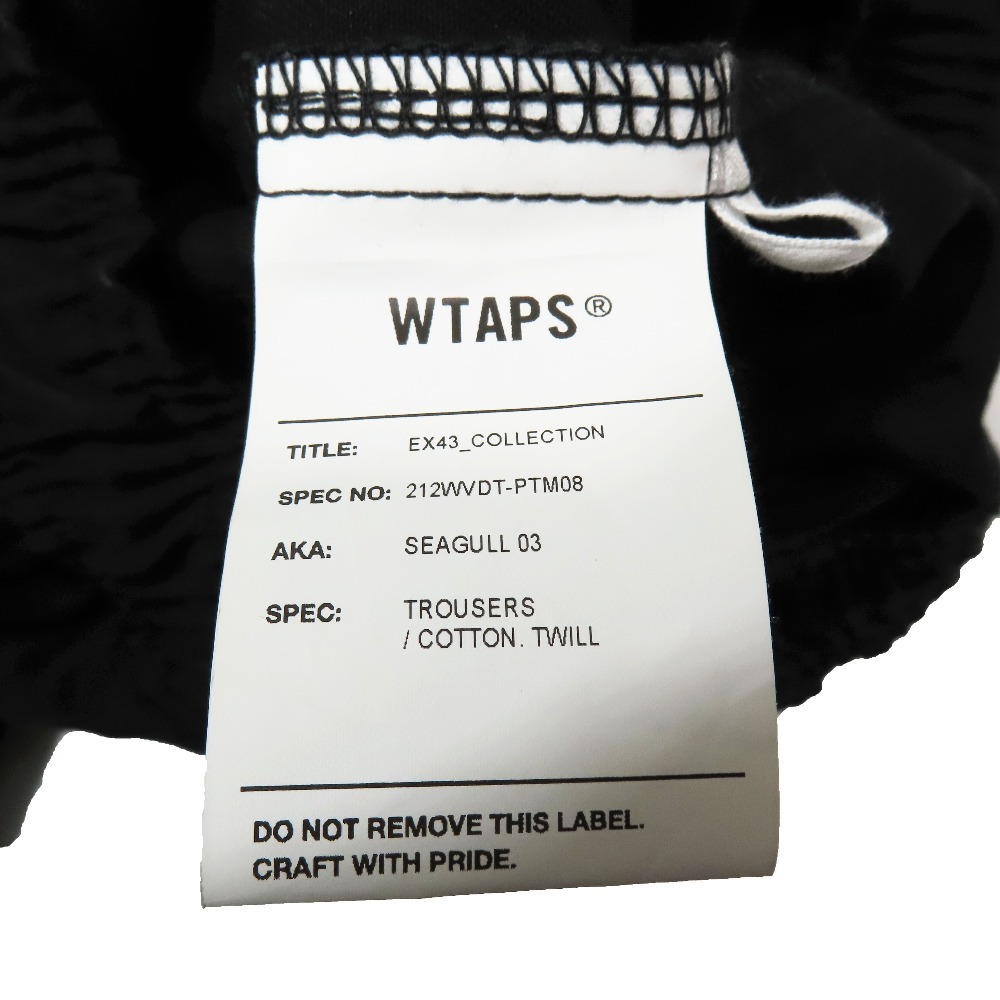 WTAPS®
TITLE: EX43_COLLECTION
SPEC NO: 212WVDT-PTM08
AKA: SEAGULL 03
SPEC: TROUSERS
/ COTTON. TWILL
DO NOT REMOVE THIS LABEL.
CRAFT WITH PRIDE.